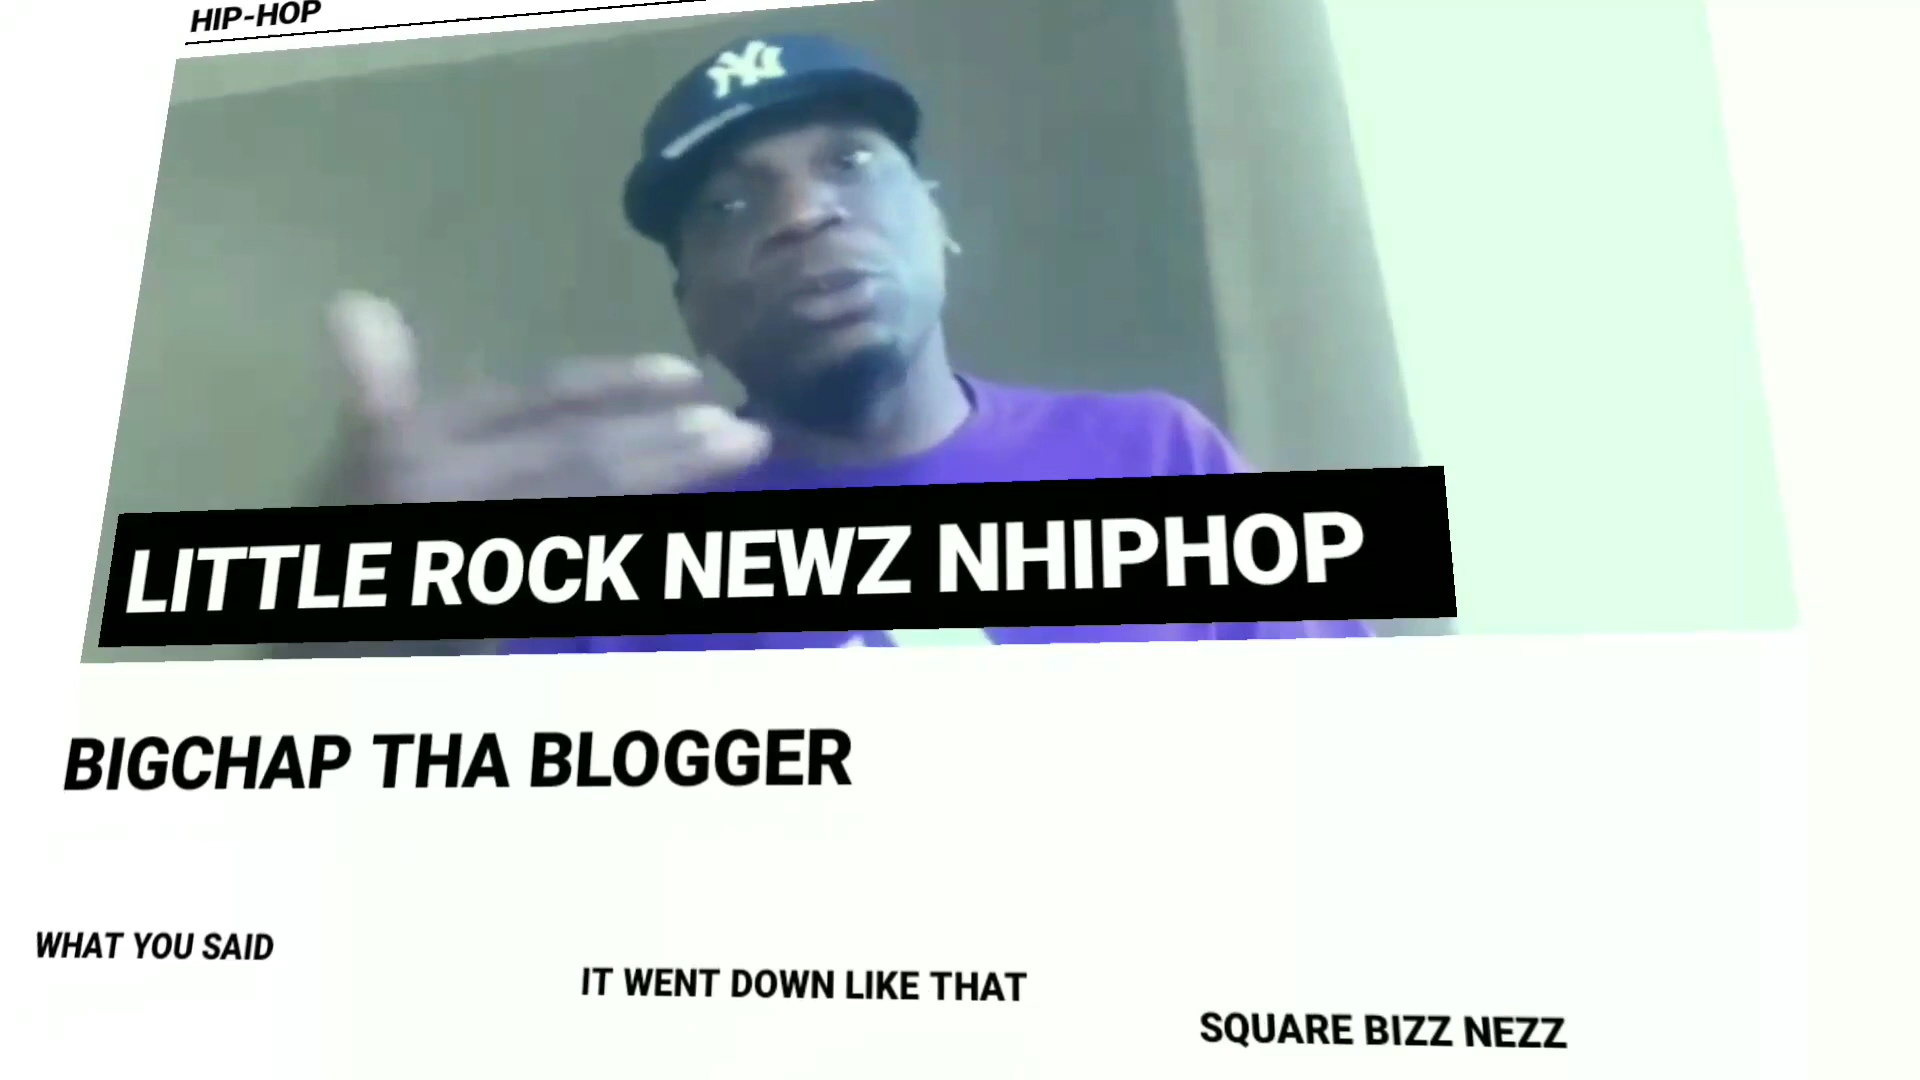 HIP-HOP
NY
LITTLE ROCK NEWZ NHIPHOP
BIGCHAP THA BLOGGER
WHAT YOU SAID
IT WENT DOWN LIKE THAT
SQUARE BIZZ NEZZ